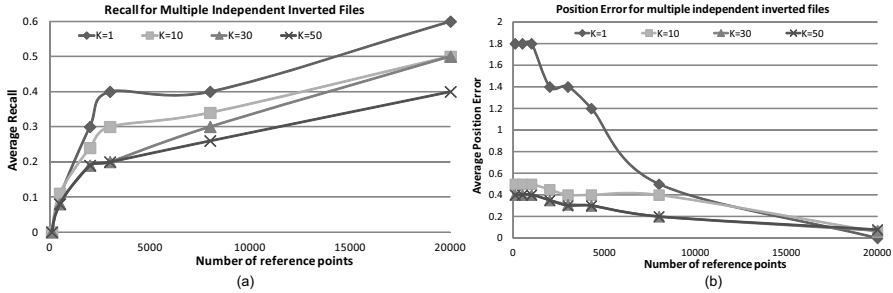 Recall for Multiple Independent Inverted Files
K=1 K=10 K=30 K=50
Average Recall
0.6
0.5
0.4
0.3
0.2
0.1
0
0 5000 10000 15000 20000
Number of reference points
(a)
Position Error for multiple independent inverted files
K=1 K=10 K=30 K=50
Average Position Error
2
1.8
1.6
1.4
1.2
1
0.8
0.6
0.4
0.2
0
0 5000 10000 15000 20000
Number of reference points
(b)